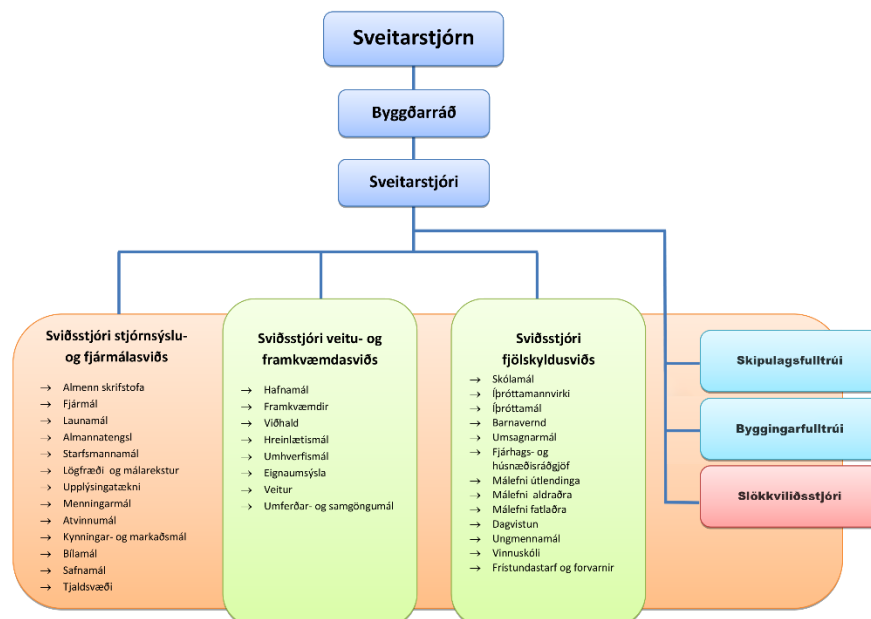 Sveitarstjórn
Byggðarráð
Sveitarstjóri
Sviðsstjóri stjórnsýslu-
og fjármálasviðs
→ Almenn skrifstofa
→ Fjármál
→ Launamál
→ Almannatengsl
→ Starfsmannamál
→ Lögfræði og málarekstur
→ Upplýsingatækni
→ Menningarmál
→ Atvinnumál
→ Kynningar- og markaðsmál
→ Bílamál
→ Safnamál
→ Tjaldsvæði
Sviðsstjóri veitu- og
framkvæmdasviðs
→ Hafnamál
→ Framkvæmdir
→ Viðhald
→ Hreinlætismál
→ Umhverfismál
→ Eignaumsýsla
→ Veitur
→ Umferðar- og samgöngumál
Sviðsstjóri
fjölskyldusviðs
→ Skólamál
→ Íþróttamannvirki
→ Íþróttamál
→ Barnavernd
→ Umsagnarmál
→ Fjárhags- og
húsnæðisráðgjöf
→ Málefni útlendinga
→ Málefni aldraðra
→ Málefni fatlaðra
→ Dagvistun
→ Ungmennamál
→ Vinnuskóli
→ Frístundastarf og forvarnir
Skipulagsfulltrúi
Byggingarfulltrúi
Slökkviliðsstjóri